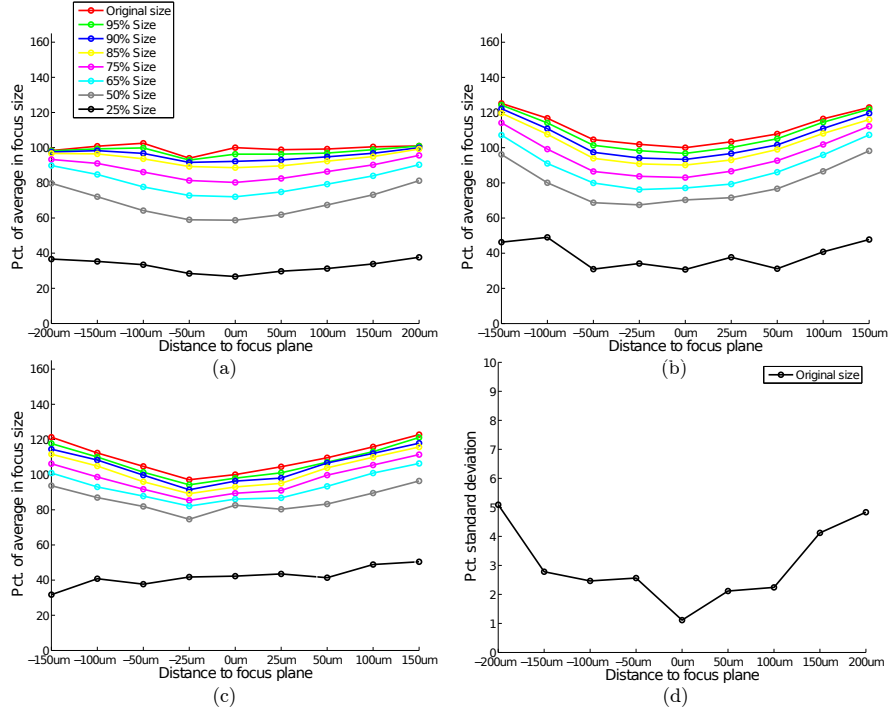 Original size
95% Size
90% Size
85% Size
75% Size
65% Size
50% Size
25% Size
160
140
120
100
80
60
40
20
0
Pct. of average in focus size
−200um −150um −100um −50um 0um 50um 100um 150um 200um
Distance to focus plane
(a)
160
140
120
100
80
60
40
20
0
Pct. of average in focus size
−150um −100um −50um −25um 0um 25um 50um 100um 150um
Distance to focus plane
(b)
160
140
120
100
80
60
40
20
0
Pct. of average in focus size
−150um −100um −50um −25um 0um 25um 50um 100um 150um
Distance to focus plane
(c)
Original size
10
9
8
7
6
5
4
3
2
1
0
Pct. standard deviation
−200um −150um −100um −50um 0um 50um 100um 150um 200um
Distance to focus plane
(d)